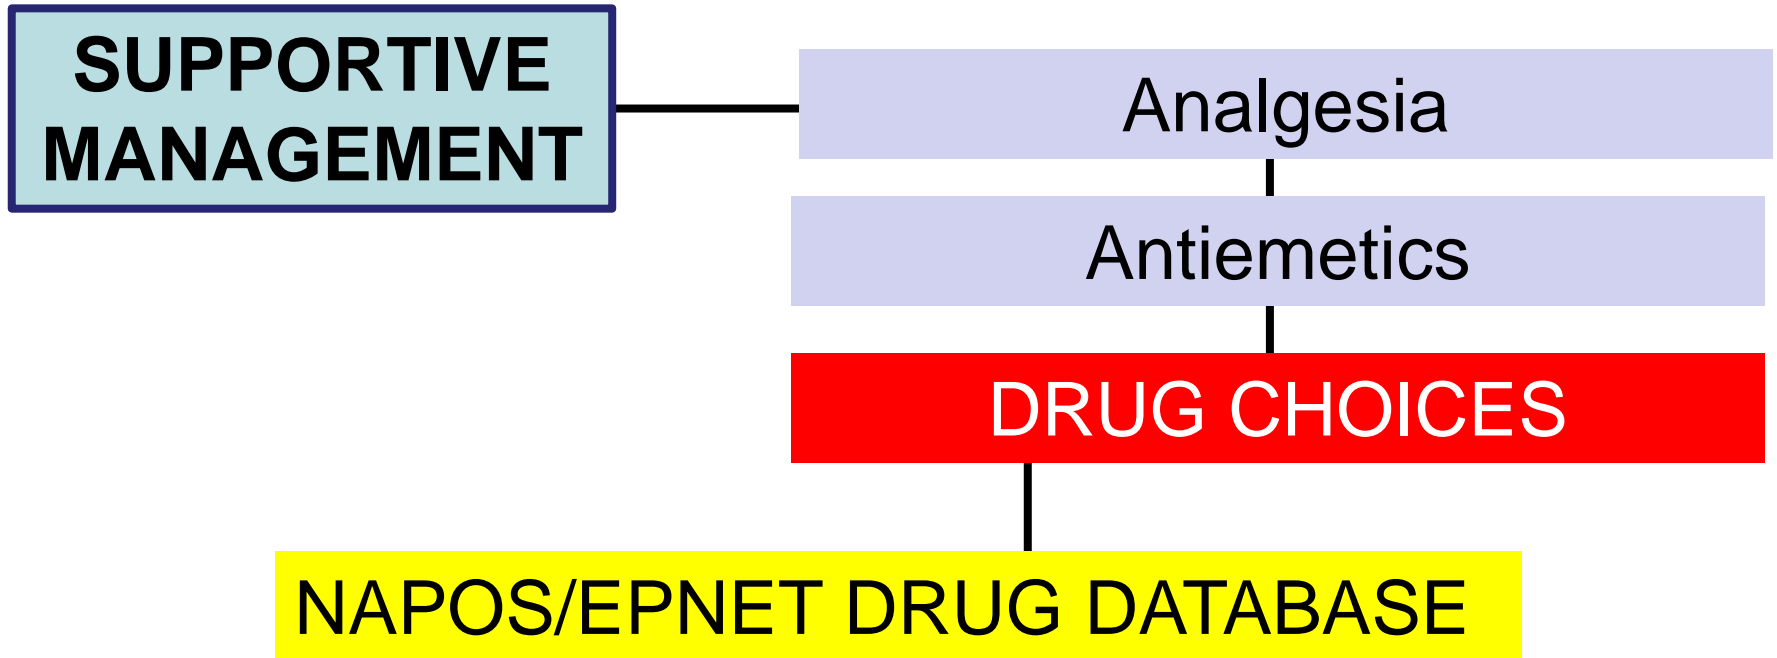 SUPPORTIVE
MANAGEMENT
Analgesia
Antiemetics
DRUG CHOICES
NAPOS/EPNET DRUG DATABASE